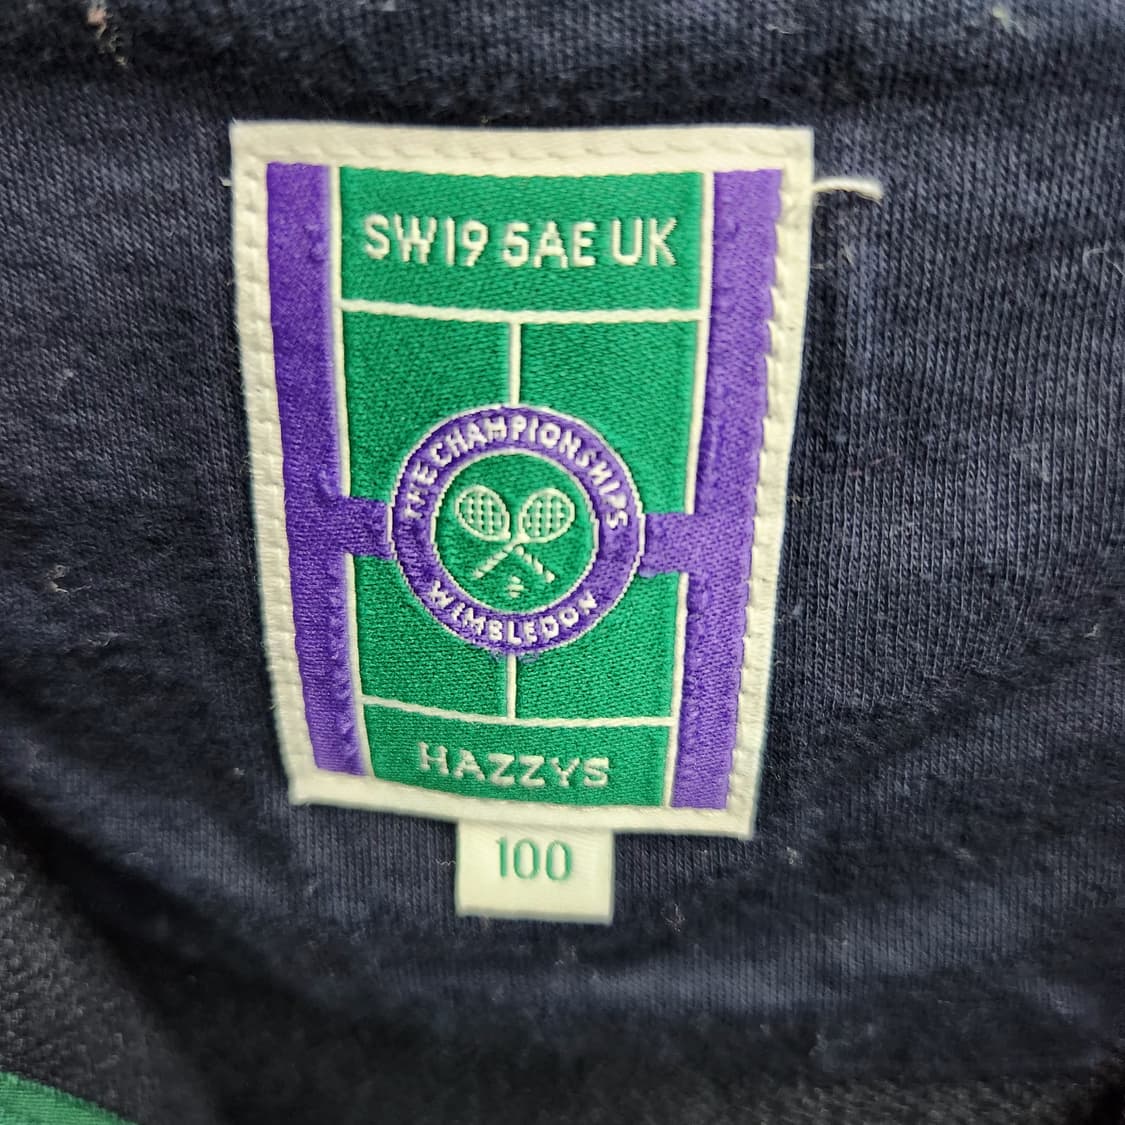 SW19 5AE UK
THE CHAMPIONSHIPS
WIMBLEDON
HAZZYS
100